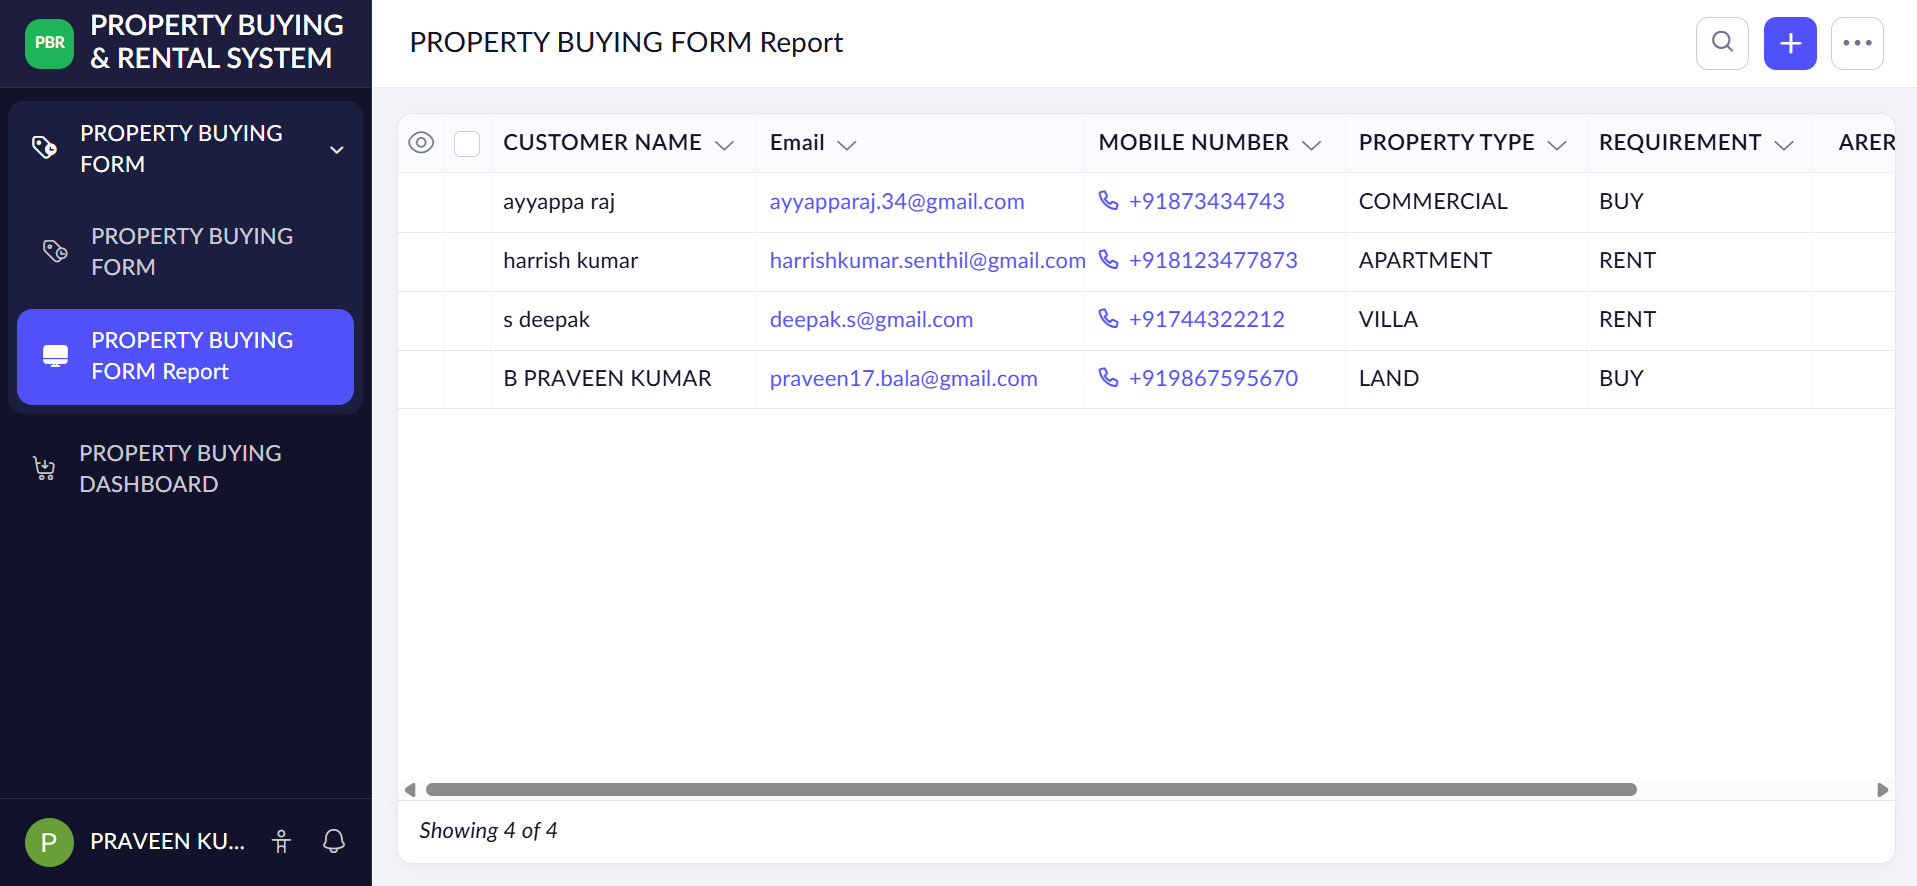 PBR
PROPERTY BUYING
& RENTAL SYSTEM
PROPERTY BUYING
FORM
PROPERTY BUYING
FORM
PROPERTY BUYING
FORM Report
PROPERTY BUYING
DASHBOARD
P PRAVEEN KU...
PROPERTY BUYING FORM Report
CUSTOMER NAME Email MOBILE NUMBER PROPERTY TYPE REQUIREMENT ARER
ayyappa raj ayyapparaj.34@gmail.com +91873434743 COMMERCIAL BUY
harrish kumar harrishkumar.senthil@gmail.com +918123477873 APARTMENT RENT
s deepak deepak.s@gmail.com +91744322212 VILLA RENT
B PRAVEEN KUMAR praveen17.bala@gmail.com +919867595670 LAND BUY
Showing 4 of 4